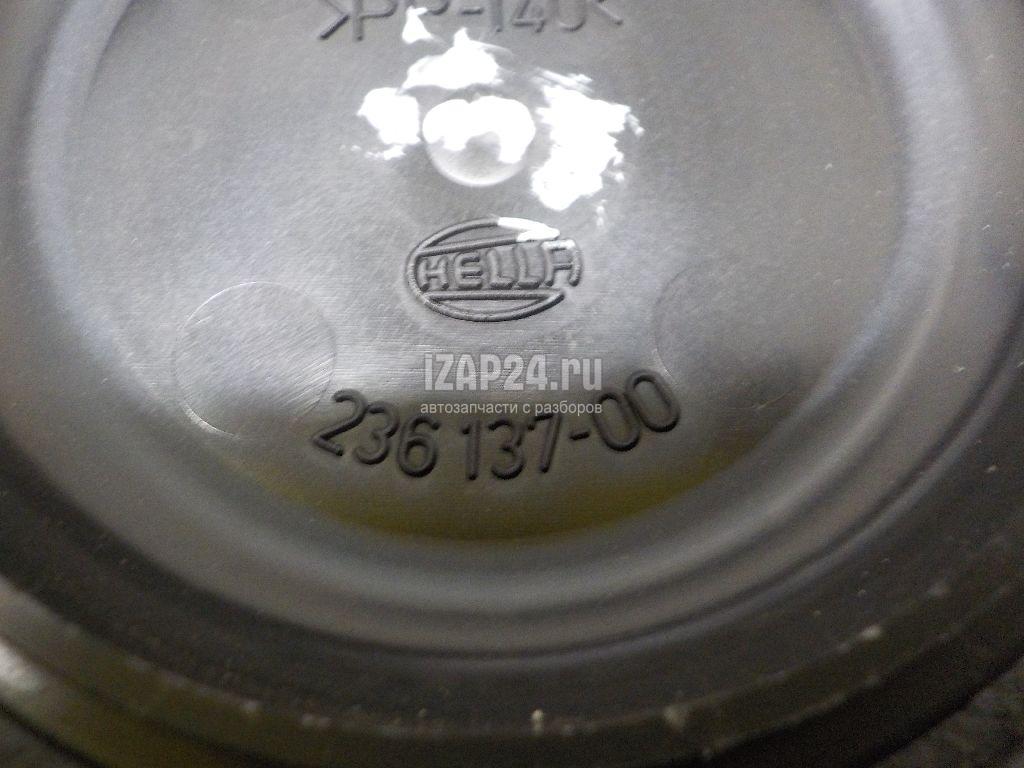 HELLA
iZAP24.ru
автозапчасти с разборов
236 137-00